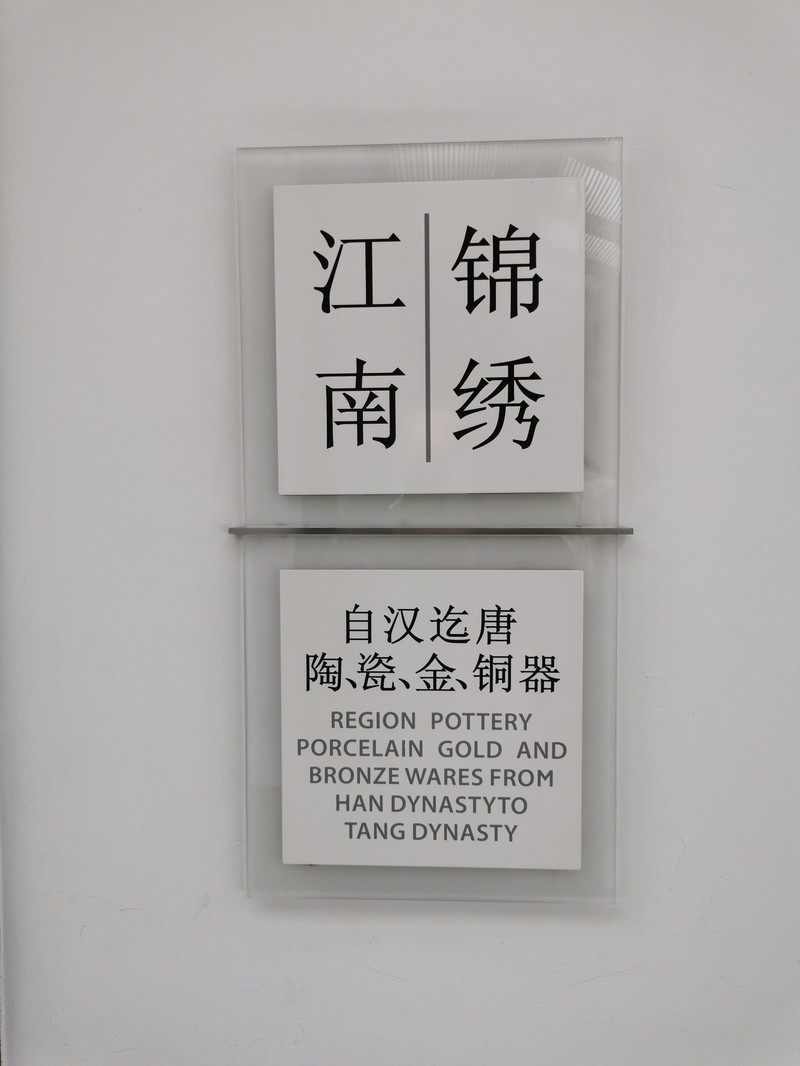 锦绣
江南
自汉迄唐
陶、瓷、金、铜器
REGION POTTERY
PORCELAIN GOLD AND
BRONZE WARES FROM
HAN DYNASTYTO
TANG DYNASTY